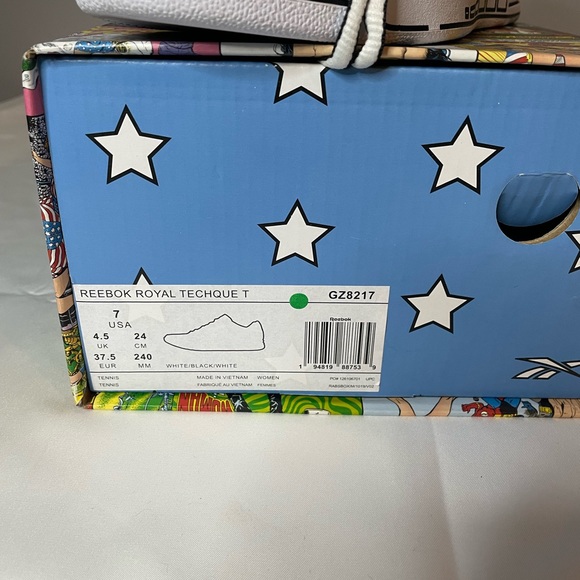 REEBOK ROYAL TECHQUE T GZ8217
7
USA
4.5 24
UK CM
37.5 240
EUR MM
WHITE/BLACK/WHITE
Reebok
1 94819 88753 9
TENNIS MADE IN VIETNAM WOMEN
TENNIS FABRIQUÉ AU VIETNAM FEMMES
UPC